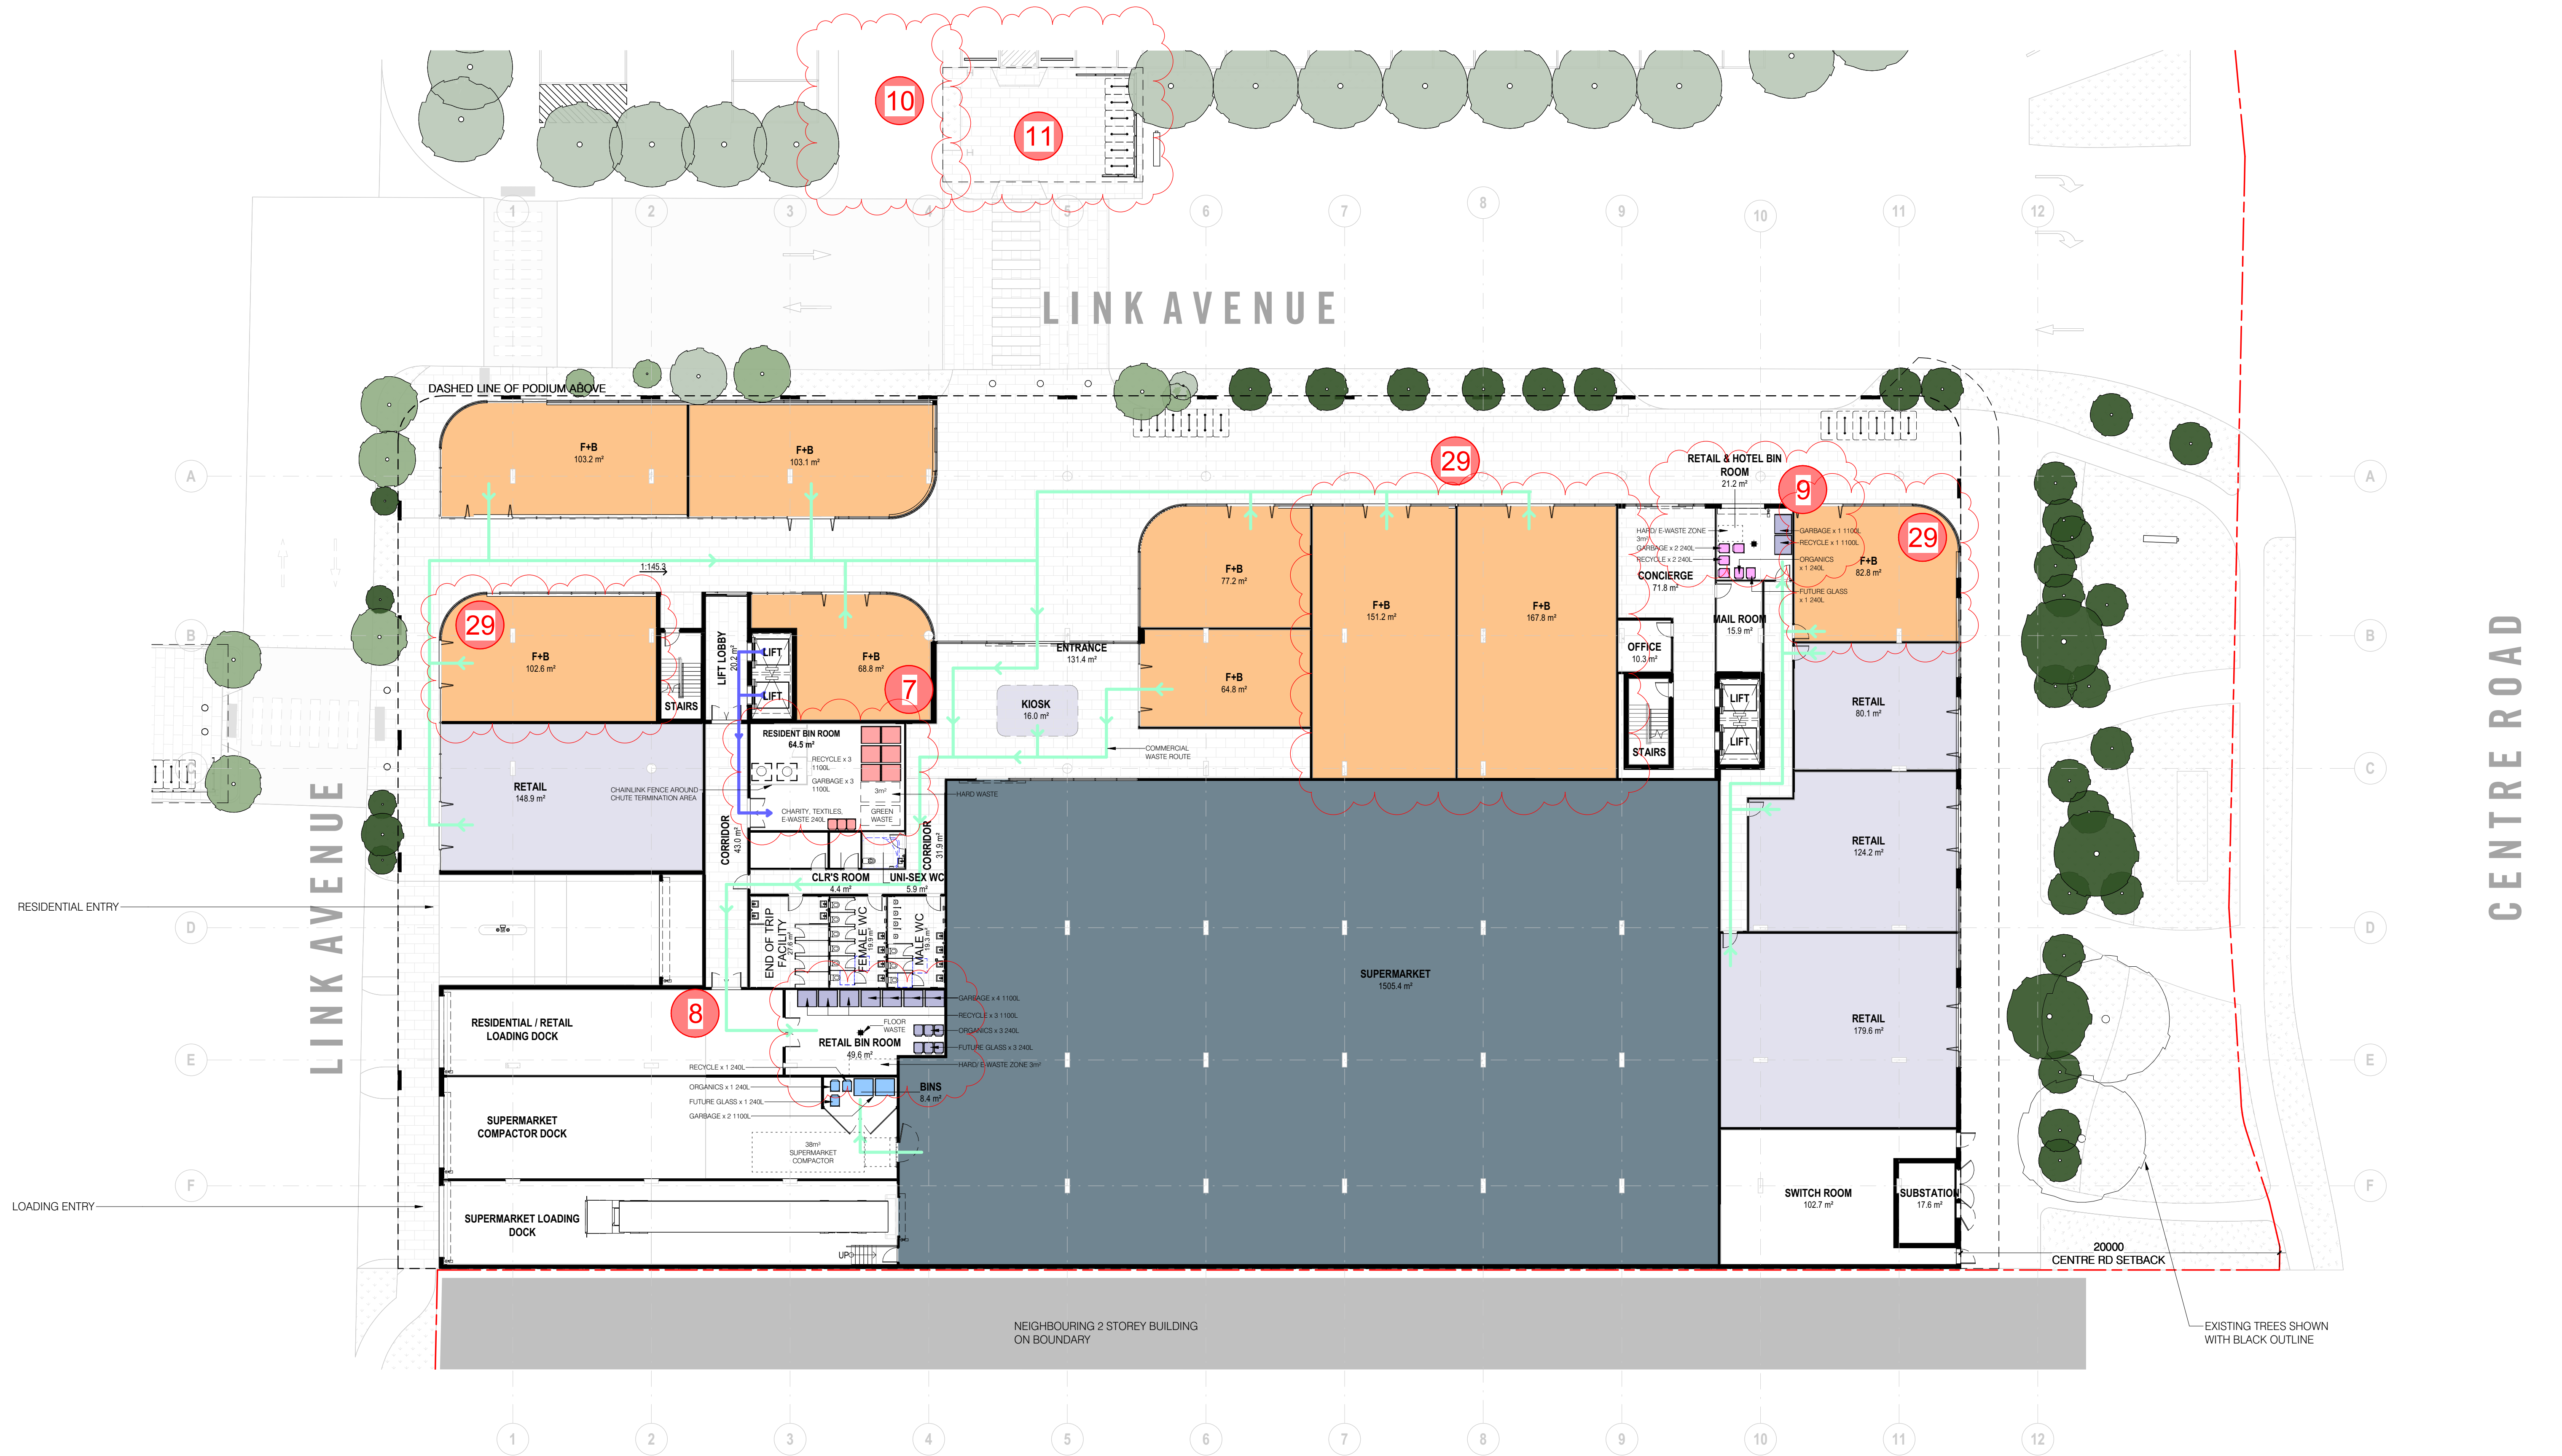 10
11
1
2
3
4
5
6
7
8
9
10
11
12
LINK AVENUE
DASHED LINE OF PODIUM ABOVE
F+B
103.2 m²
F+B
103.1 m²
29
RETAIL & HOTEL BIN
ROOM
21.2 m²
9
A
A
HARD/ E-WASTE ZONE
3m²
GARBAGE x 2 240L
RECYCLE x 2 240L
GARBAGE x 1 1100L
RECYCLE x 1 1100L
ORGANICS
x 1 240L
FUTURE GLASS
x 1 240L
29
F+B
82.8 m²
1:145.3
F+B
77.2 m²
CONCIERGE
71.8 m²
F+B
151.2 m²
F+B
167.8 m²
29
B
B
F+B
102.6 m²
STAIRS
LIFT LOBBY
20.2 m²
LIFT
LIFT
F+B
68.8 m²
7
ENTRANCE
131.4 m²
F+B
64.8 m²
KIOSK
16.0 m²
OFFICE
10.3 m²
MAIL ROOM
15.9 m²
STAIRS
LIFT
LIFT
RETAIL
80.1 m²
COMMERCIAL
WASTE ROUTE
RESIDENT BIN ROOM
64.5 m²
RECYCLE x 3
1100L
GARBAGE x 3
1100L
3m²
HARD WASTE
GREEN
WASTE
CHARITY, TEXTILES,
E-WASTE 240L
CHAINLINK FENCE AROUND
CHUTE TERMINATION AREA
C
C
RETAIL
148.9 m²
CORRIDOR
43.0 m²
CORRIDOR
31.9 m²
RETAIL
124.2 m²
LINK AVENUE
CENTRE ROAD
CLR'S ROOM
4.4 m²
UNI-SEX WC
5.9 m²
RESIDENTIAL ENTRY
D
D
END OF TRIP
FACILITY
27.6 m²
FEMALE WC
19.9 m²
MALE WC
19.3 m²
SUPERMARKET
1505.4 m²
8
RESIDENTIAL / RETAIL
LOADING DOCK
GARBAGE x 4 1100L
RECYCLE x 3 1100L
FLOOR
WASTE
ORGANICS x 3 240L
RETAIL BIN ROOM
49.6 m²
FUTURE GLASS x 3 240L
HARD/ E-WASTE ZONE 3m²
RETAIL
179.6 m²
E
E
RECYCLE x 1 240L
ORGANICS x 1 240L
FUTURE GLASS x 1 240L
GARBAGE x 2 1100L
BINS
8.4 m²
SUPERMARKET
COMPACTOR DOCK
38m³
SUPERMARKET
COMPACTOR
F
F
LOADING ENTRY
SUPERMARKET LOADING
DOCK
UP
SWITCH ROOM
102.7 m²
SUBSTATION
17.6 m²
20000
CENTRE RD SETBACK
NEIGHBOURING 2 STOREY BUILDING
ON BOUNDARY
EXISTING TREES SHOWN
WITH BLACK OUTLINE
1
2
3
4
5
6
7
8
9
10
11
12